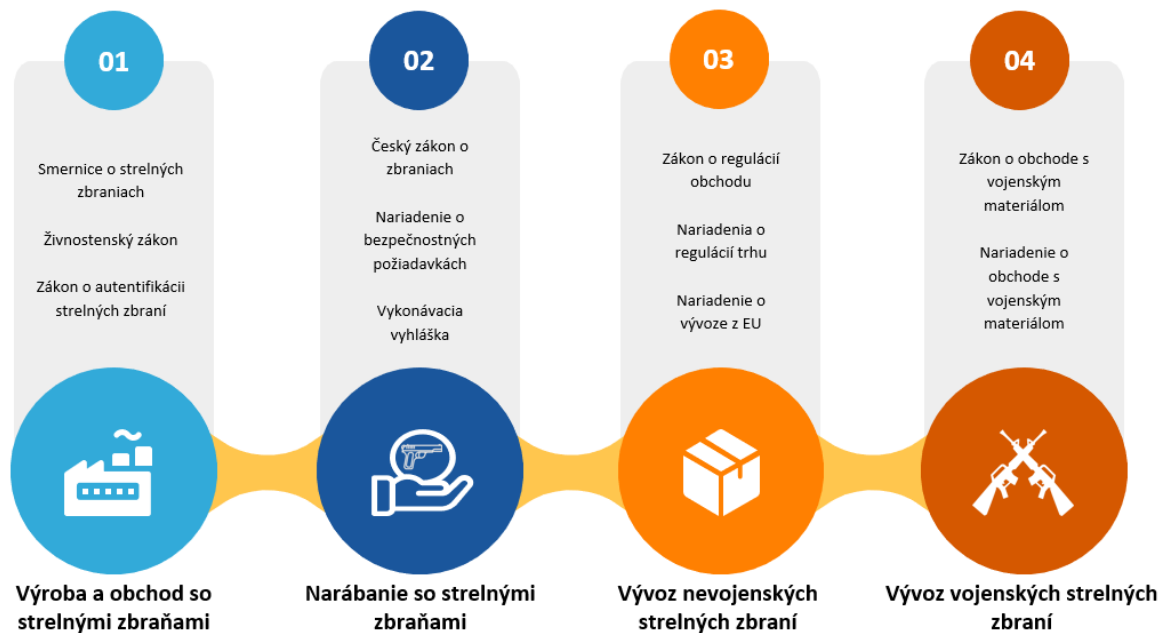 01
Smernice o strelných
zbraniach
Živnostenský zákon
Zákon o autentifikácii
strelných zbraní
Výroba a obchod so
strelnými zbraňami
02
Český zákon o
zbraniach
Nariadenie o
bezpečnostných
požiadavkách
Vykonávacia
vyhláška
Narábanie so strelnými
zbraňami
03
Zákon o regulácií
obchodu
Nariadenia o
regulácií trhu
Nariadenie o
vývoze z EU
Vývoz nevojenských
strelných zbraní
04
Zákon o obchode s
vojenským
materiálom
Nariadenie o
obchode s
vojenským
materiálom
Vývoz vojenských strelných
zbraní